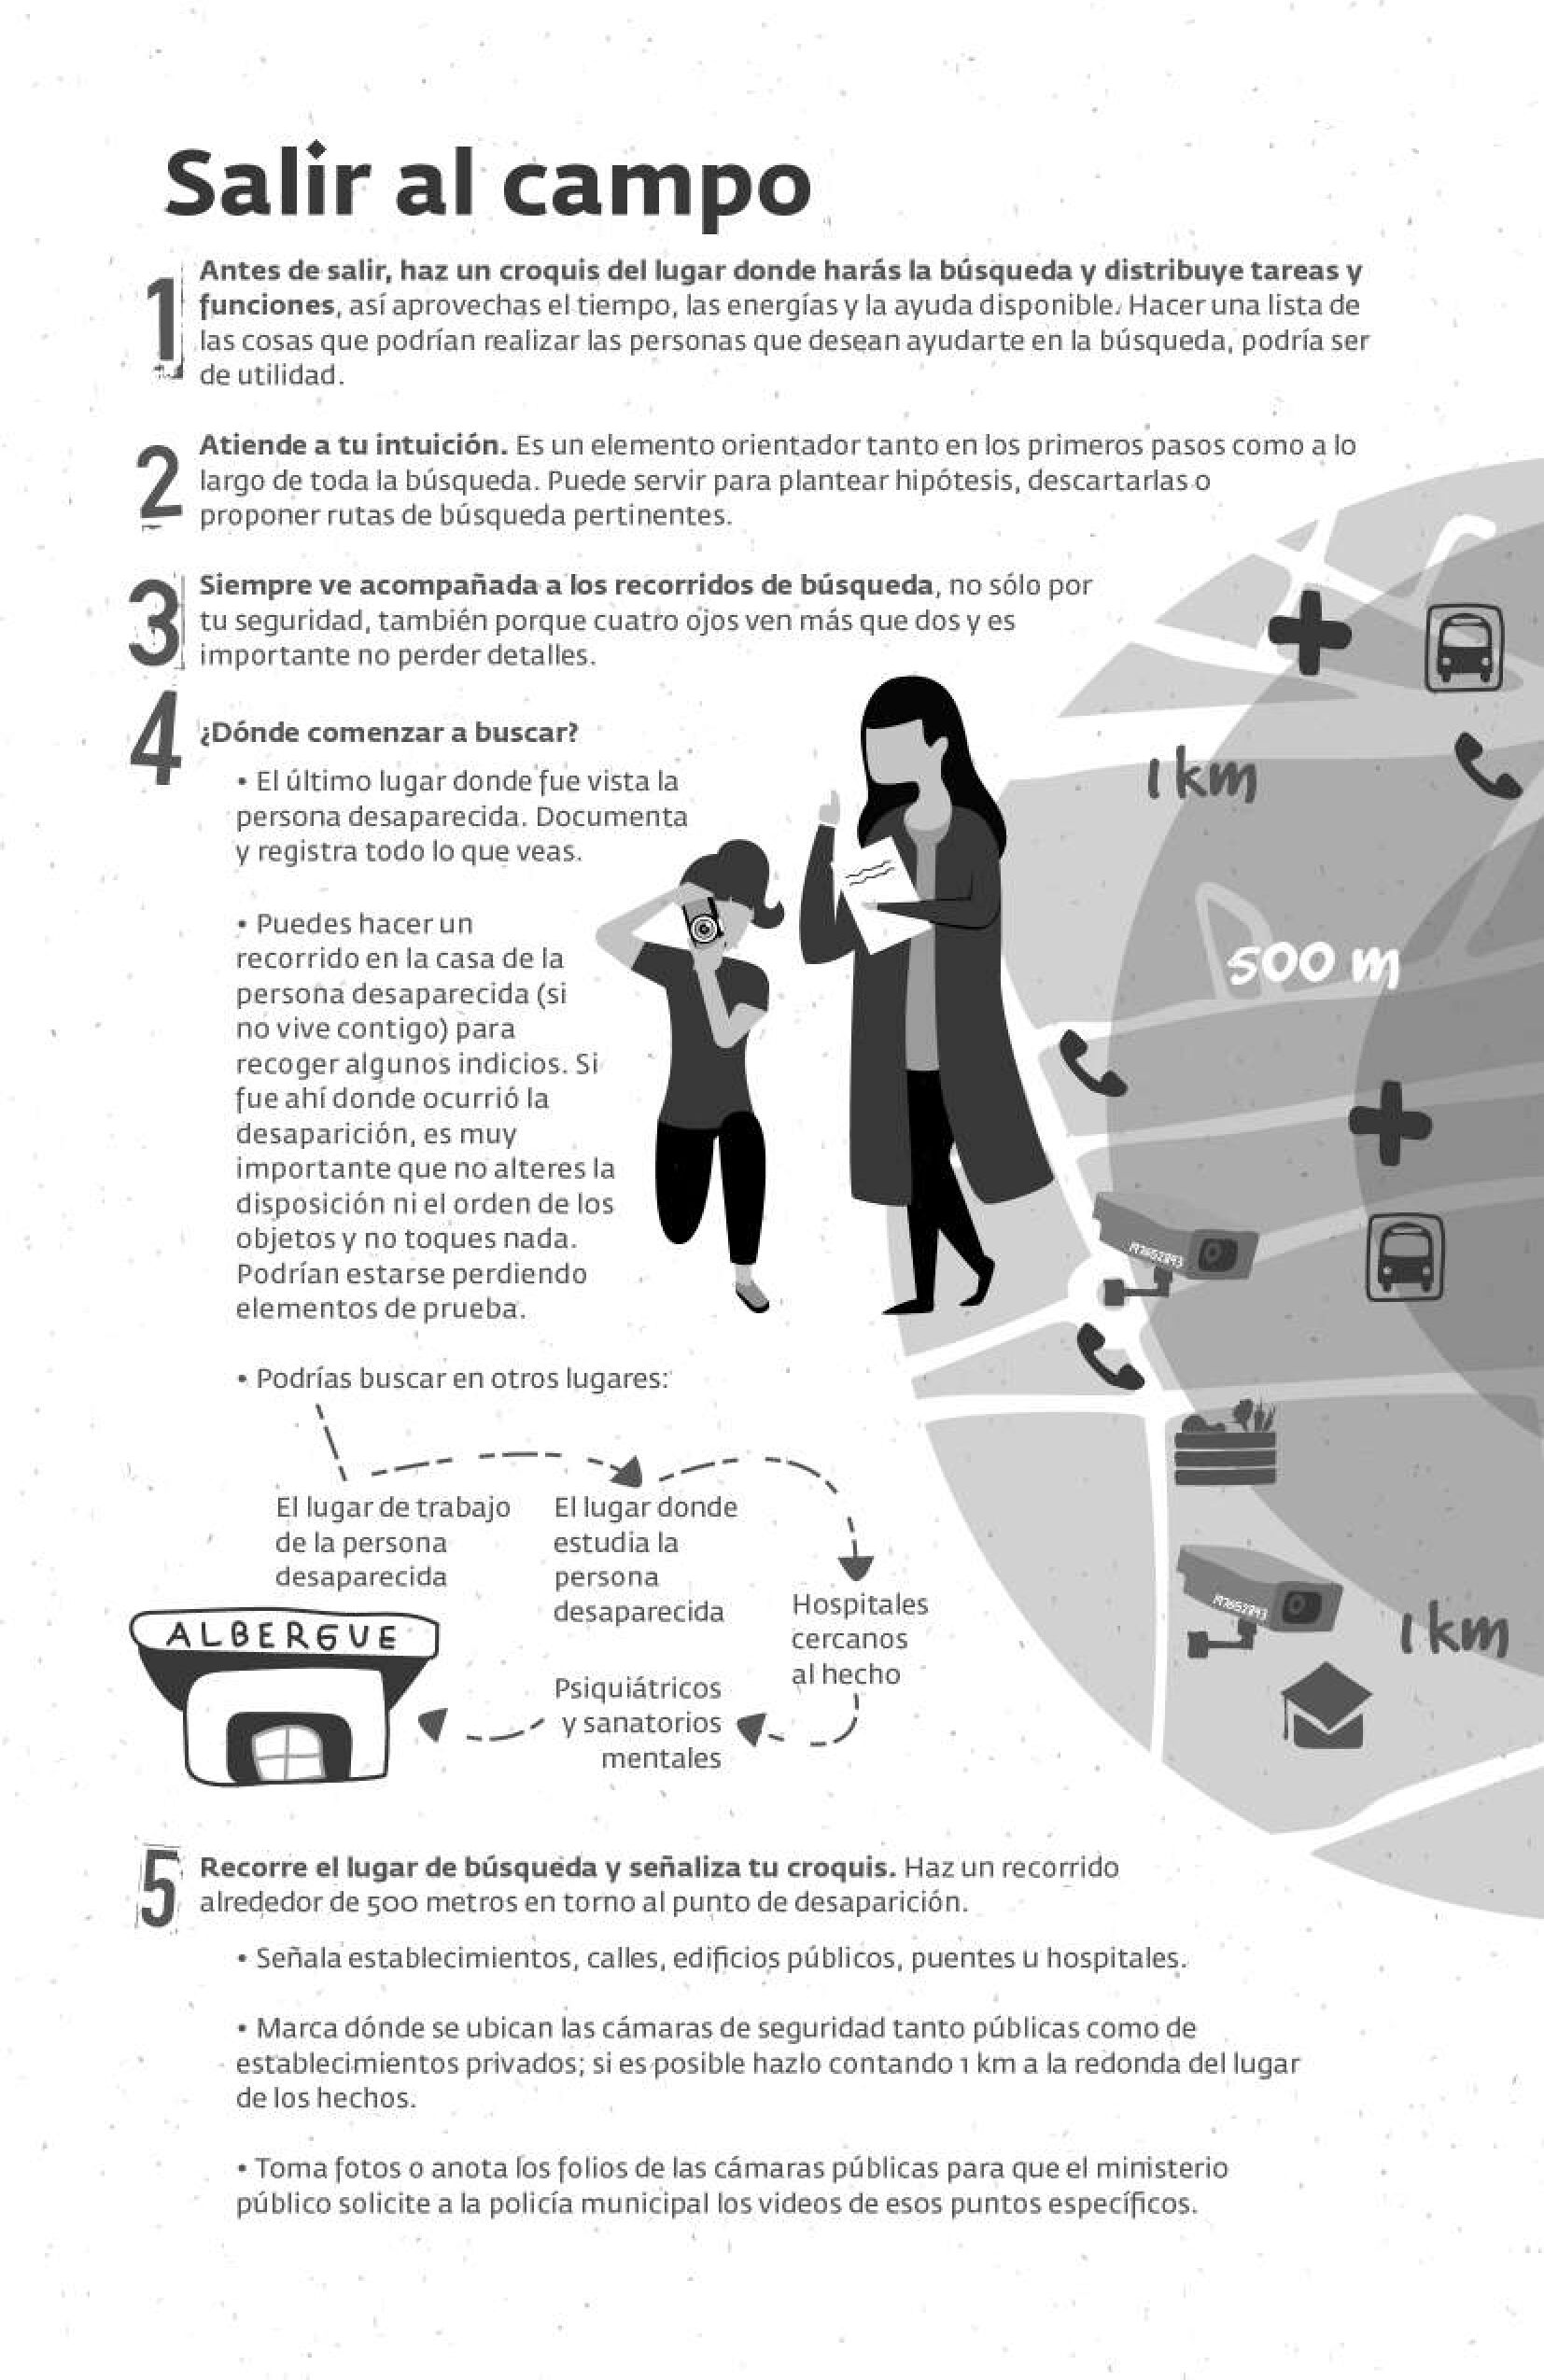 Salir al campo
1
Antes de salir, haz un croquis del lugar donde harás la búsqueda y distribuye tareas y
funciones, así aprovechas el tiempo, las energías y la ayuda disponible. Hacer una lista de
las cosas que podrían realizar las personas que desean ayudarte en la búsqueda, podría ser
de utilidad.
2
Atiende a tu intuición. Es un elemento orientador tanto en los primeros pasos como a lo
largo de toda la búsqueda. Puede servir para plantear hipótesis, descartarlas o
proponer rutas de búsqueda pertinentes.
3
Siempre ve acompañada a los recorridos de búsqueda, no sólo por
tu seguridad, también porque cuatro ojos ven más que dos y es
importante no perder detalles.
4
¿Dónde comenzar a buscar?
• El último lugar donde fue vista la
persona desaparecida. Documenta
y registra todo lo que veas.
• Puedes hacer un
recorrido en la casa de la
persona desaparecida (si
no vive contigo) para
recoger algunos indicios. Si
fue ahí donde ocurrió la
desaparición, es muy
importante que no alteres la
disposición ni el orden de los
objetos y no toques nada.
Podrían estarse perdiendo
elementos de prueba.
• Podrías buscar en otros lugares:
El lugar de trabajo
de la persona
desaparecida
El lugar donde
estudia la
persona
desaparecida
Hospitales
cercanos
al hecho
Psiquiátricos
y sanatorios
mentales
ALBERGUE
1 km
500 m
197652893
197652893
1 km
5
Recorre el lugar de búsqueda y señaliza tu croquis. Haz un recorrido
alrededor de 500 metros en torno al punto de desaparición.
• Señala establecimientos, calles, edificios públicos, puentes u hospitales.
• Marca dónde se ubican las cámaras de seguridad tanto públicas como de
establecimientos privados; si es posible hazlo contando 1 km a la redonda del lugar
de los hechos.
• Toma fotos o anota los folios de las cámaras públicas para que el ministerio
público solicite a la policía municipal los videos de esos puntos específicos.